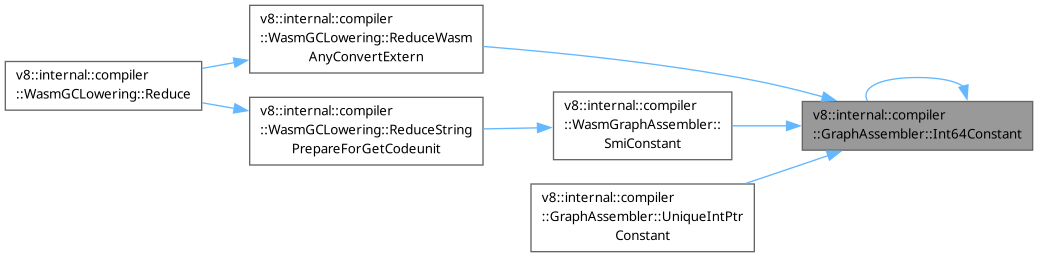 v8::internal::compiler
::WasmGCLowering::Reduce
v8::internal::compiler
::WasmGCLowering::ReduceWasm
AnyConvertExtern
v8::internal::compiler
::WasmGCLowering::ReduceString
PrepareForGetCodeunit
v8::internal::compiler
::WasmGraphAssembler::
SmiConstant
v8::internal::compiler
::GraphAssembler::UniqueIntPtr
Constant
v8::internal::compiler
::GraphAssembler::Int64Constant